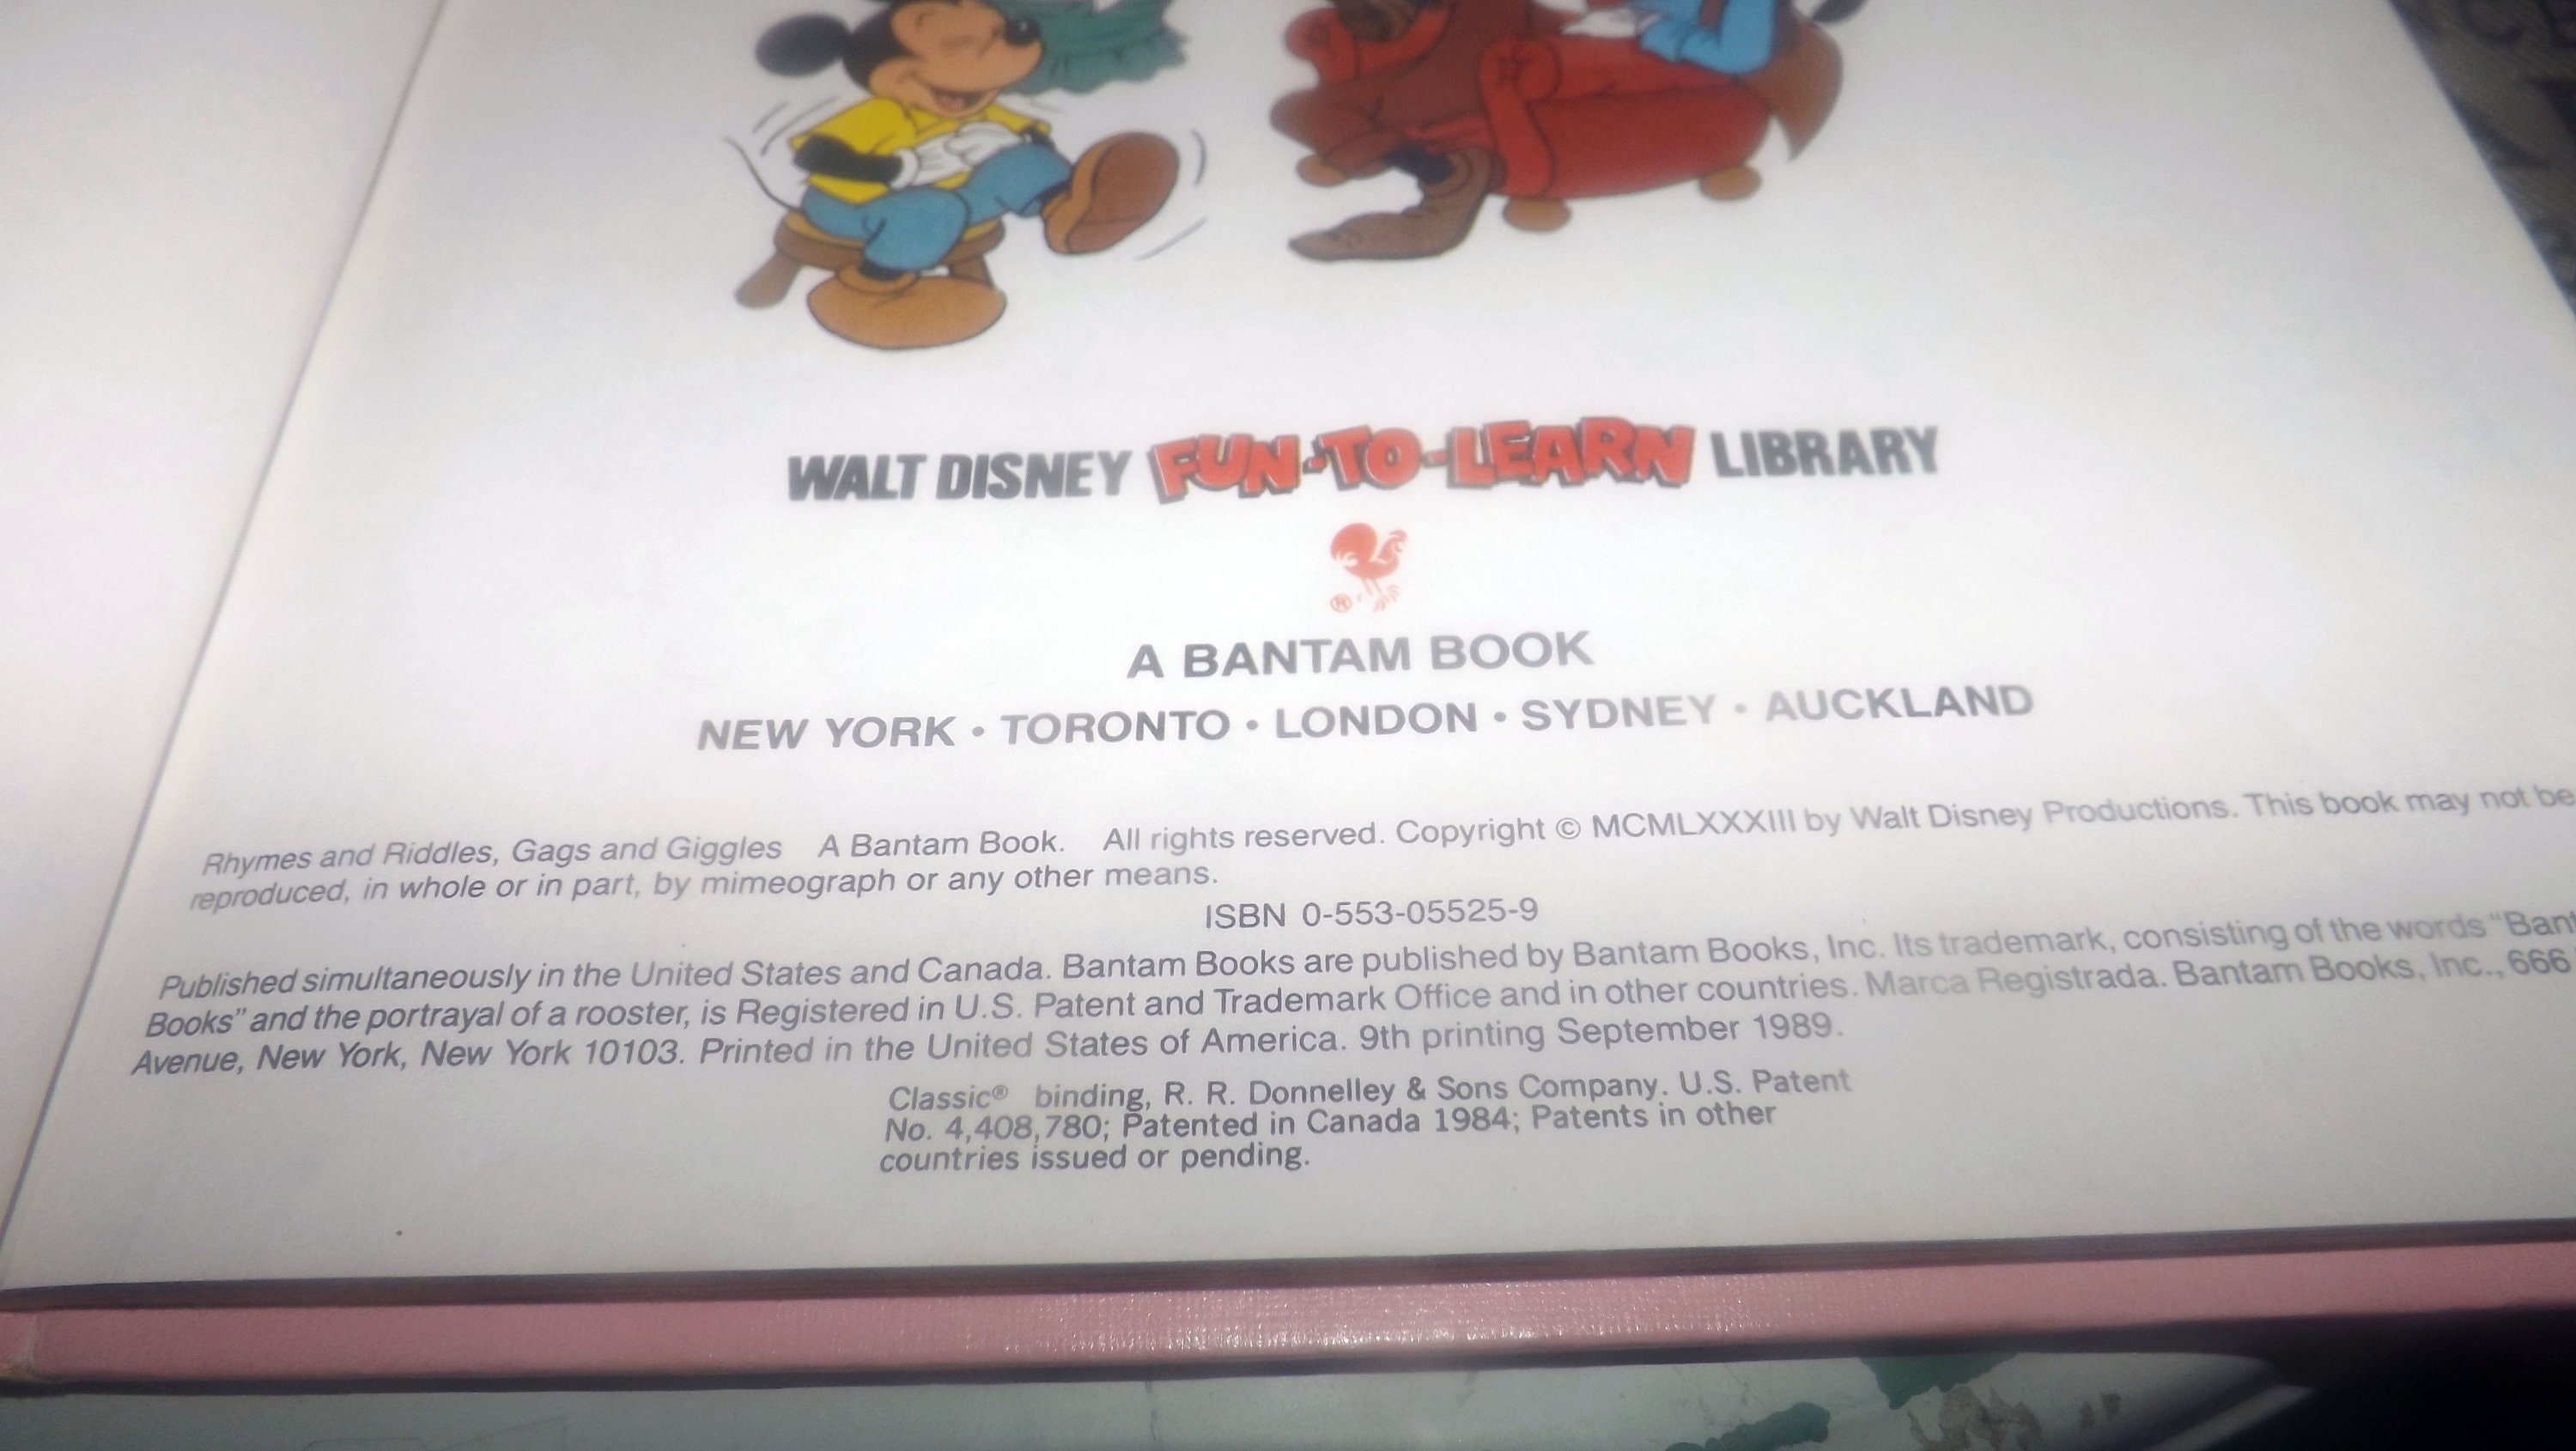 WALT DISNEY FUN-TO-LEARN LIBRARY
®
A BANTAM BOOK
NEW YORK • TORONTO • LONDON • SYDNEY • AUCKLAND
Rhymes and Riddles, Gags and Giggles A Bantam Book. All rights reserved. Copyright © MCMLXXXIII by Walt Disney Productions. This book may not be
reproduced, in whole or in part, by mimeograph or any other means.
ISBN 0-553-05525-9
Published simultaneously in the United States and Canada. Bantam Books are published by Bantam Books, Inc. Its trademark, consisting of the words “Bant
Books” and the portrayal of a rooster, is Registered in U.S. Patent and Trademark Office and in other countries. Marca Registrada. Bantam Books, Inc., 666
Avenue, New York, New York 10103. Printed in the United States of America. 9th printing September 1989.
Classic® binding, R. R. Donnelley & Sons Company. U.S. Patent
No. 4,408,780; Patented in Canada 1984; Patents in other
countries issued or pending.